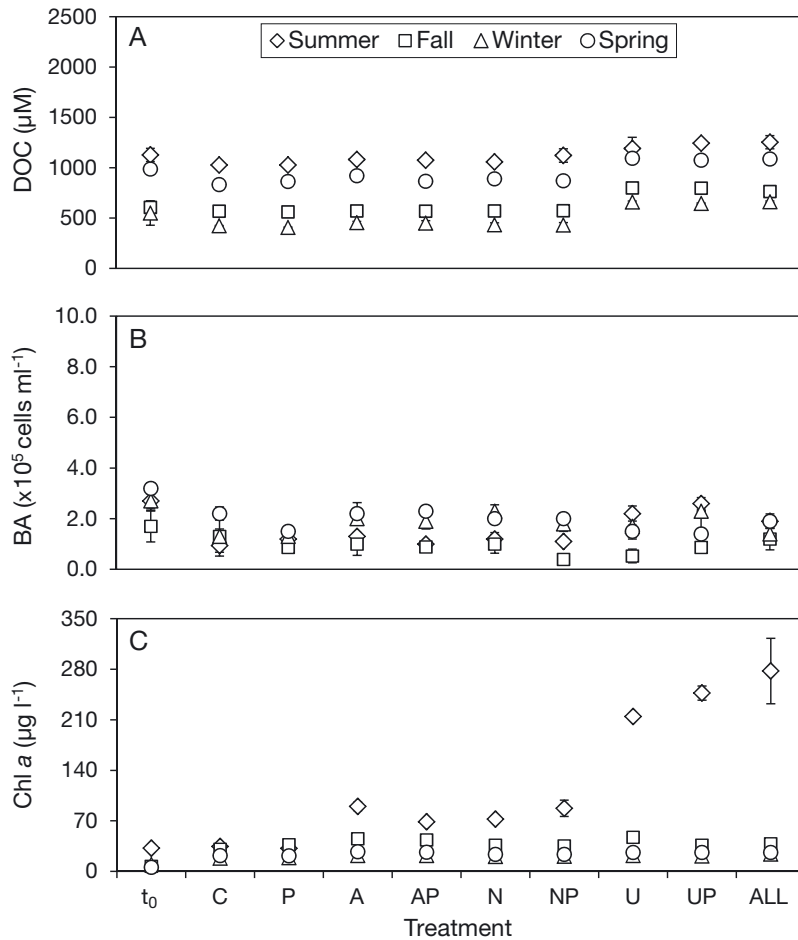 A
Summer Fall Winter Spring
DOC (µM)
2500
2000
1500
1000
500
0
B
BA (x10⁵ cells ml⁻¹)
10.0
8.0
6.0
4.0
2.0
0.0
C
Chl a (µg l⁻¹)
350
280
210
140
70
0
t₀ C P A AP N NP U UP ALL
Treatment